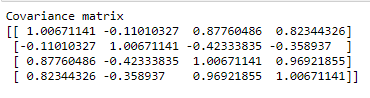 Covariance matrix
[[ 1.00671141 -0.11010327  0.87760486  0.82344326]
 [-0.11010327  1.00671141 -0.42333835 -0.358937  ]
 [ 0.87760486 -0.42333835  1.00671141  0.96921855]
 [ 0.82344326 -0.358937    0.96921855  1.00671141]]